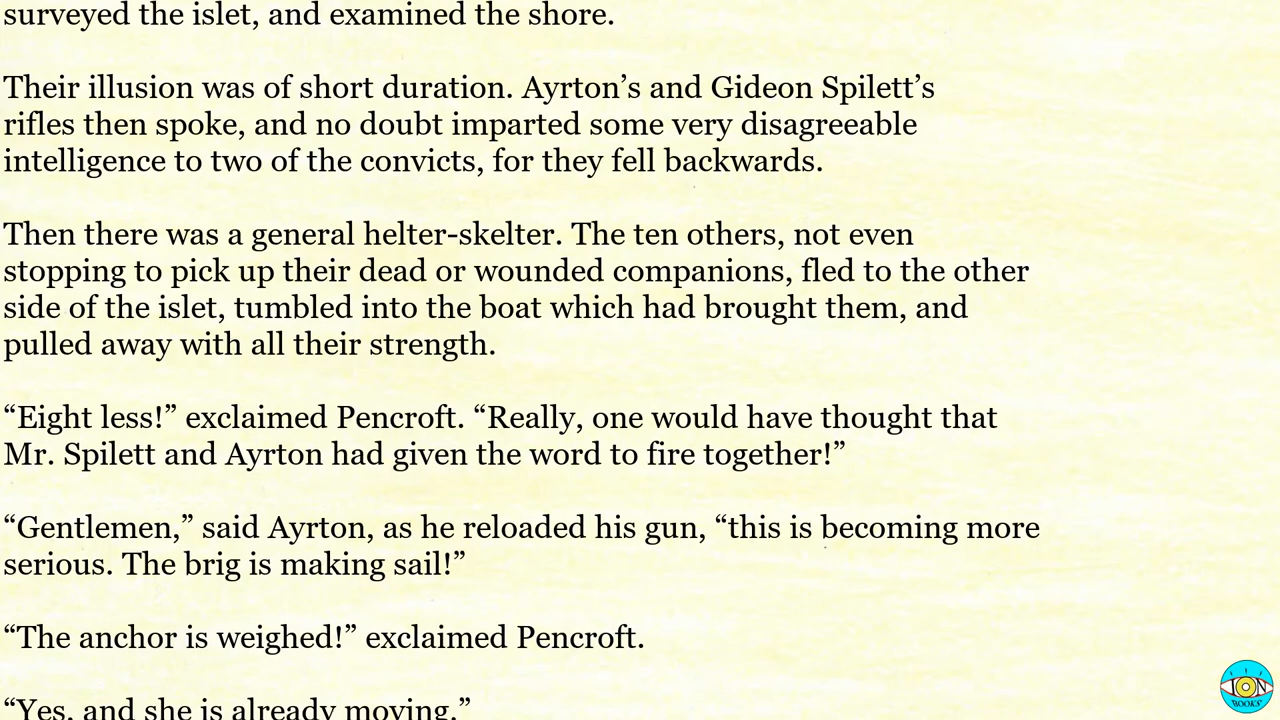 surveyed the islet, and examined the shore.
Their illusion was of short duration. Ayrton’s and Gideon Spilett’s
rifles then spoke, and no doubt imparted some very disagreeable
intelligence to two of the convicts, for they fell backwards.
Then there was a general helter-skelter. The ten others, not even
stopping to pick up their dead or wounded companions, fled to the other
side of the islet, tumbled into the boat which had brought them, and
pulled away with all their strength.
“Eight less!” exclaimed Pencroft. “Really, one would have thought that
Mr. Spilett and Ayrton had given the word to fire together!”
“Gentlemen,” said Ayrton, as he reloaded his gun, “this is becoming more
serious. The brig is making sail!”
“The anchor is weighed!” exclaimed Pencroft.
“Yes, and she is already moving.”
ION
BOOKS